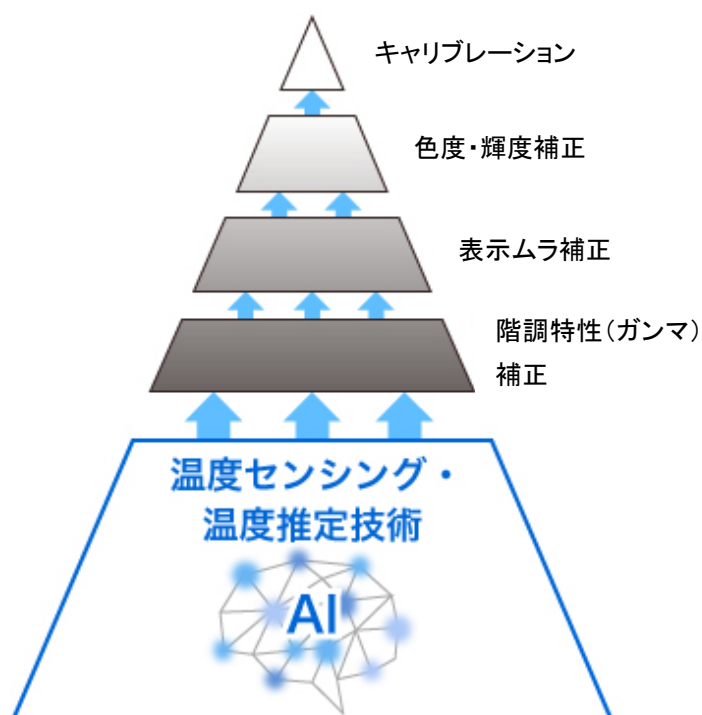 キャリブレーション
色度・輝度補正
表示ムラ補正
階調特性（ガンマ）
補正
温度センシング・
温度推定技術
AI